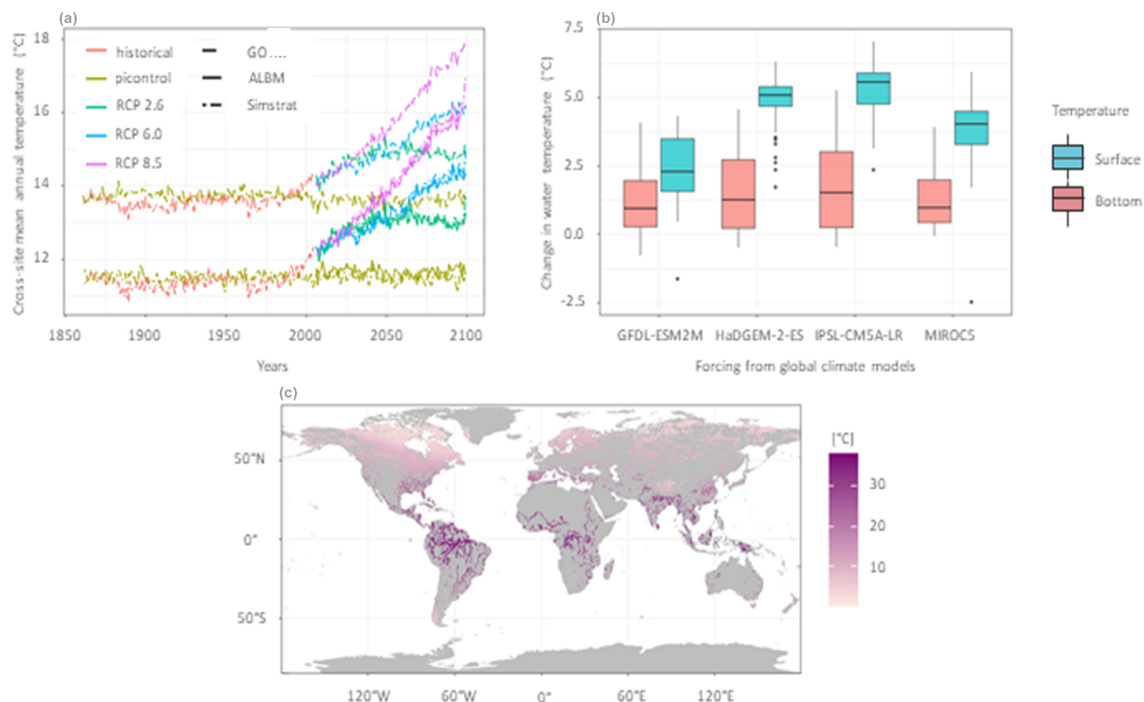 (a)
18
16
14
12
Cross-site mean annual temperature (°C)
historical
picontrol
RCP 2.6
RCP 6.0
RCP 8.5
ALBM
Simstrat
1850
1900
1950
2000
2050
2100
Years
(b)
7.5
5.0
2.5
0.0
-2.5
Change in water temperature (°C)
GFDL-ESM2M
HaDGEM-2-ES
IPSL-CM5A-LR
MIROC5
Forcing from global climate models
Temperature
Surface
Bottom
(c)
50°N
0°
50°S
120°W
60°W
0°
60°E
120°E
[°C]
30
20
10